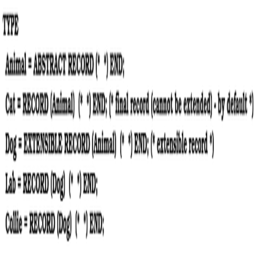 TYPE
Animal = ABSTRACT RECORD (* *) END;
Cat = RECORD (Animal) (* *) END; (* final record (cannot be extended) - by default *)
Dog = EXTENSIBLE RECORD (Animal) (* *) END; (* extensible record *)
Lab = RECORD (Dog) (* *) END;
Collie = RECORD (Dog) (* *) END;